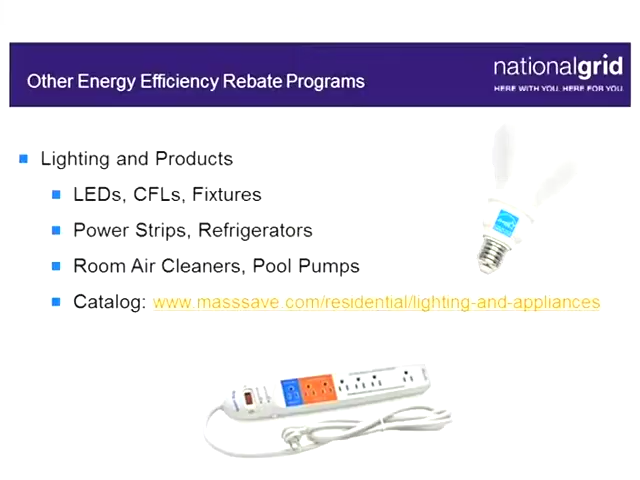 Other Energy Efficiency Rebate Programs
nationalgrid
HERE WITH YOU. HERE FOR YOU.
Lighting and Products
LEDs, CFLs, Fixtures
Power Strips, Refrigerators
Room Air Cleaners, Pool Pumps
Catalog: www.masssave.com/residential/lighting-and-appliances